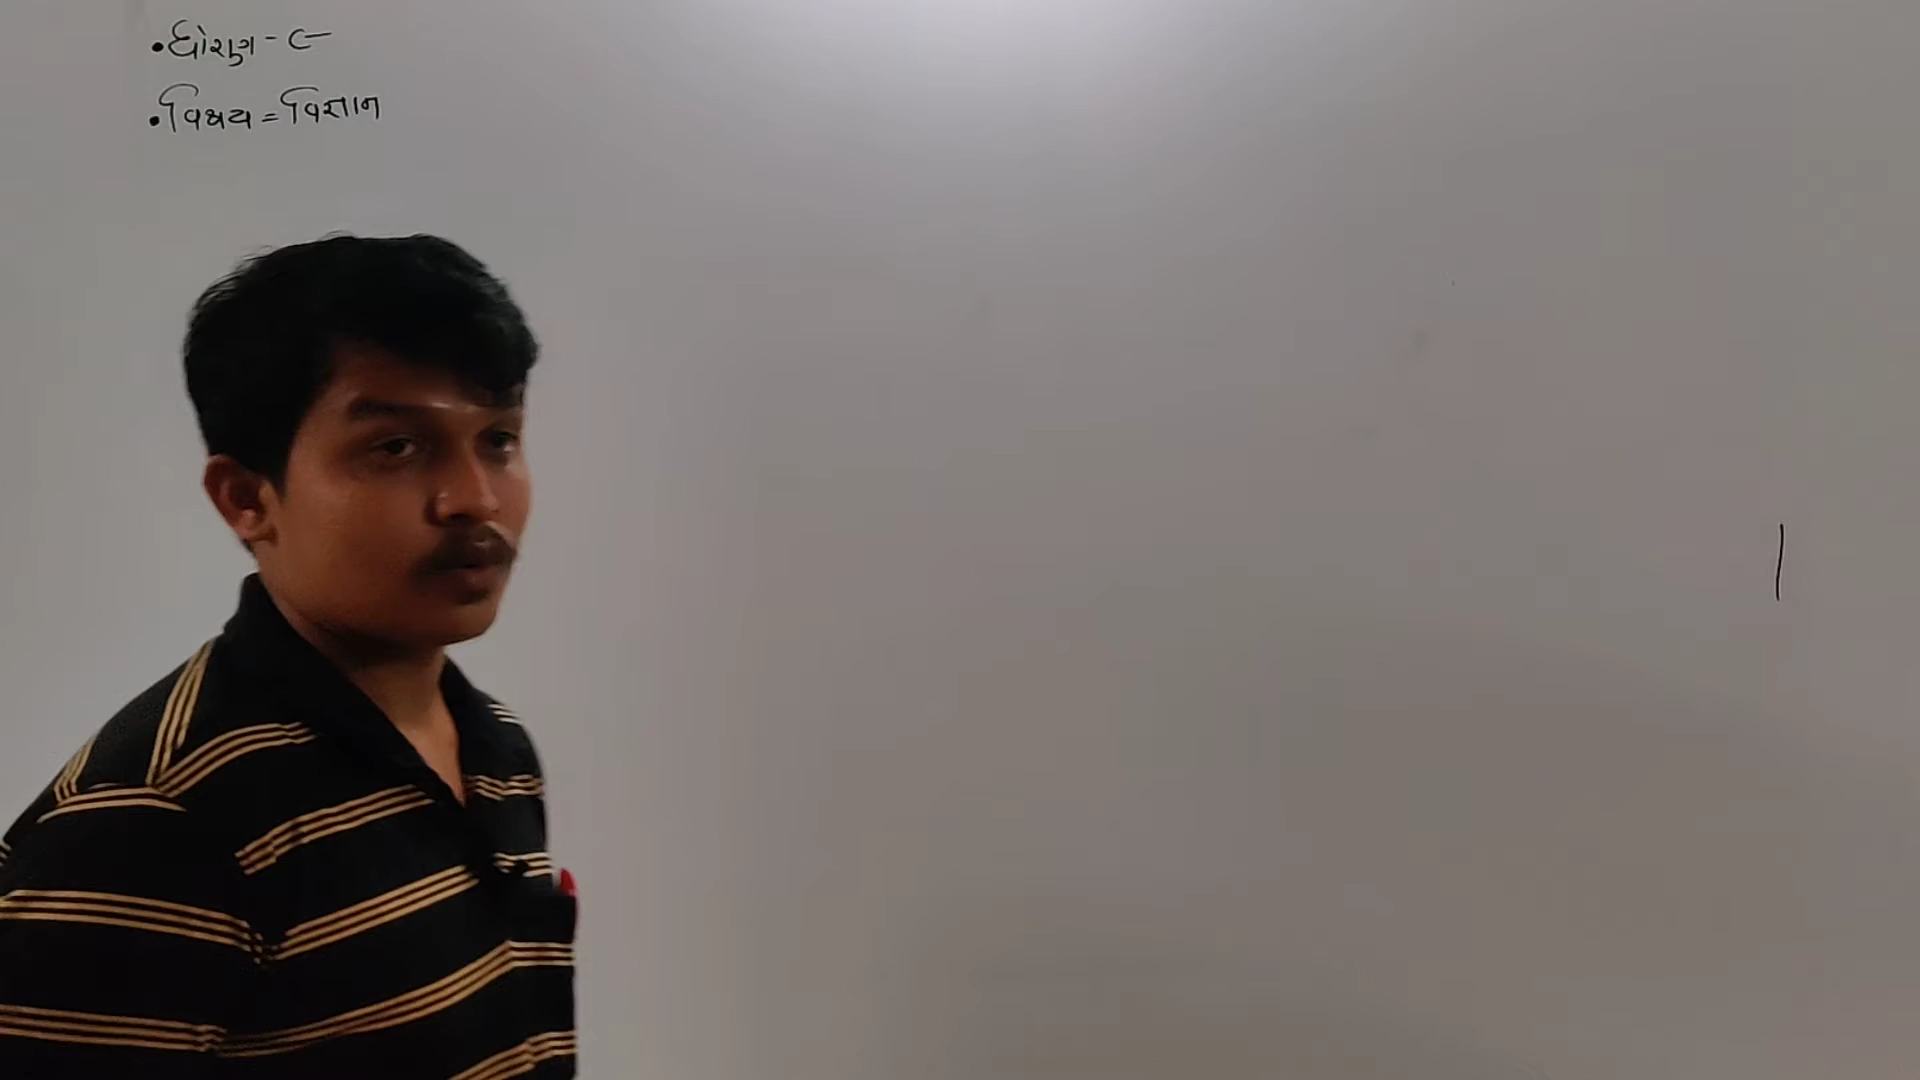 •ધોરણ - ૯
•વિષય = વિજ્ઞાન